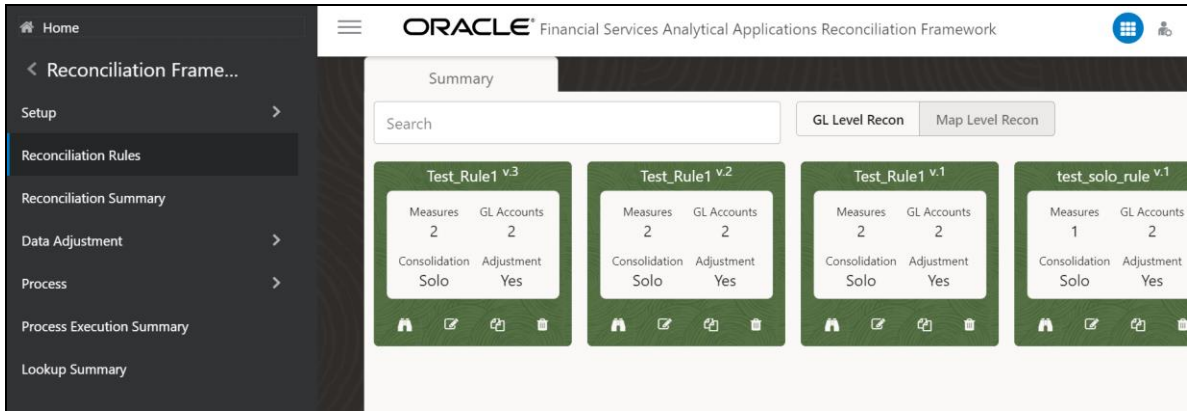 Home
Reconciliation Frame...
Setup
Reconciliation Rules
Reconciliation Summary
Data Adjustment
Process
Process Execution Summary
Lookup Summary
ORACLE® Financial Services Analytical Applications Reconciliation Framework
Summary
Search
GL Level Recon Map Level Recon
Test_Rule1 v.3
Measures GL Accounts
2 2
Consolidation Adjustment
Solo Yes
Test_Rule1 v.2
Measures GL Accounts
2 2
Consolidation Adjustment
Solo Yes
Test_Rule1 v.1
Measures GL Accounts
2 2
Consolidation Adjustment
Solo Yes
test_solo_rule v.1
Measures GL Accounts
1 2
Consolidation Adjustment
Solo Yes